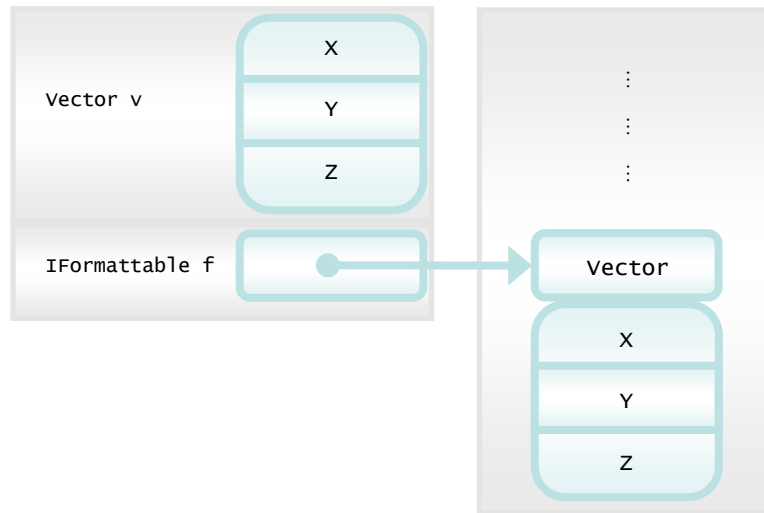 Vector v
X
Y
Z
IFormattable f
⋮
⋮
⋮
Vector
X
Y
Z